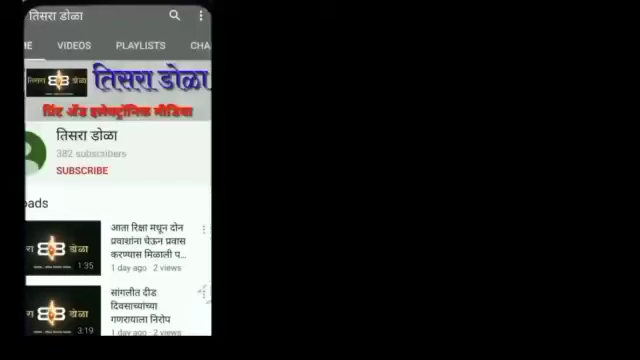 तिसरा डोळा
VIDEOS PLAYLISTS
तिसरा डोळा तिसरा डोळा
प्रिंट अँड इलेक्ट्रॉनिक मीडिया
तिसरा डोळा
382 subscribers
SUBSCRIBE
आता रिक्षा मधून दोन
प्रवाशांना घेऊन प्रवास
करण्यास मिळाली प...
डोळा
1:35
1 day ago · 2 views
सांगलीत दीड
दिवसाच्यांच्या
गणरायाला निरोप
डोळा
3:19
1 day ago · 2 views